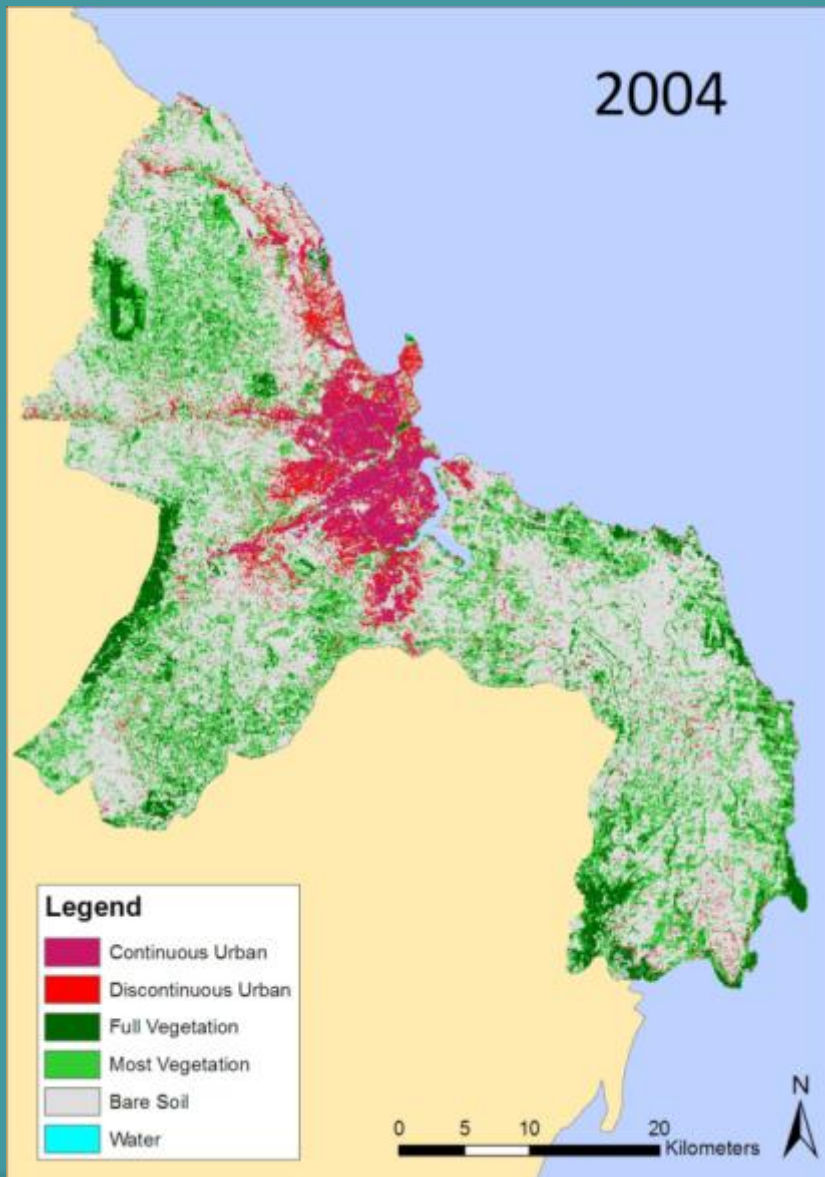 2004
Legend
Continuous Urban
Discontinuous Urban
Full Vegetation
Most Vegetation
Bare Soil
Water
N
0 5 10 20
Kilometers